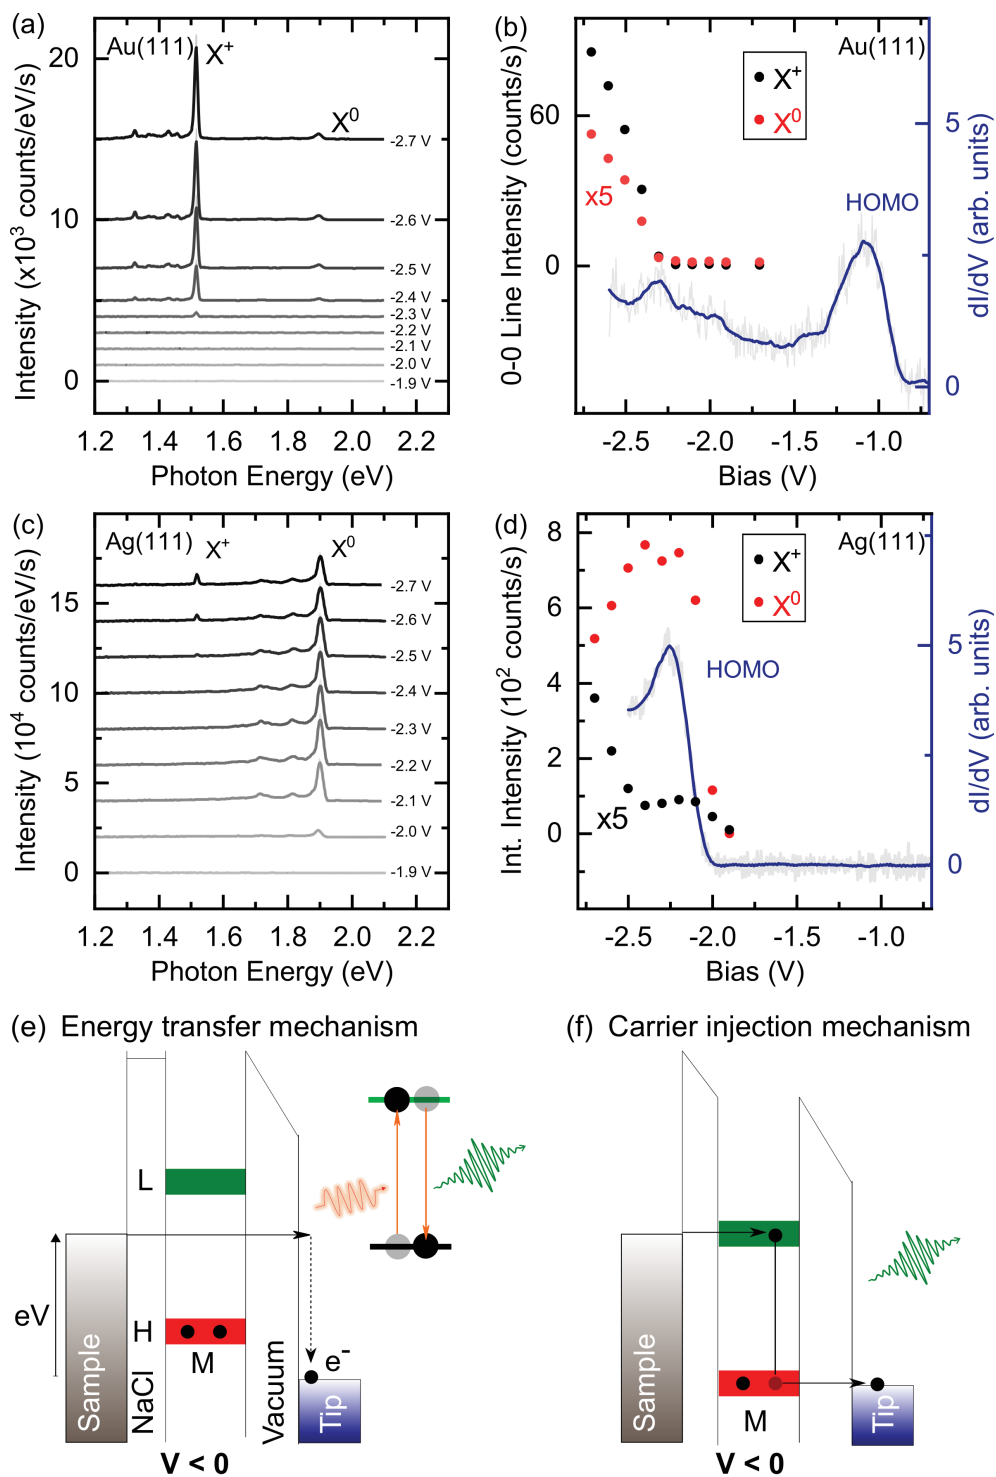 (a)
Au(111)
X⁺
X⁰
20
10
0
-2.7 V
-2.6 V
-2.5 V
-2.4 V
-2.3 V
-2.2 V
-2.1 V
-2.0 V
-1.9 V
Intensity (x10³ counts/eV/s)
1.2 1.4 1.6 1.8 2.0 2.2
Photon Energy (eV)
(b)
Au(111)
X⁺
X⁰
x5
HOMO
60
0
5
0
0-0 Line Intensity (counts/s)
dI/dV (arb. units)
-2.5 -2.0 -1.5 -1.0
Bias (V)
(c)
Ag(111)
X⁺
X⁰
15
10
5
0
-2.7 V
-2.6 V
-2.5 V
-2.4 V
-2.3 V
-2.2 V
-2.1 V
-2.0 V
-1.9 V
Intensity (10⁴ counts/eV/s)
1.2 1.4 1.6 1.8 2.0 2.2
Photon Energy (eV)
(d)
Ag(111)
X⁺
X⁰
HOMO
x5
8
6
4
2
0
5
0
Int. Intensity (10² counts/s)
dI/dV (arb. units)
-2.5 -2.0 -1.5 -1.0
Bias (V)
(e) Energy transfer mechanism
L
H
M
eV
e⁻
Sample
NaCl
Vacuum
Tip
V < 0
(f) Carrier injection mechanism
Sample
M
Tip
V < 0